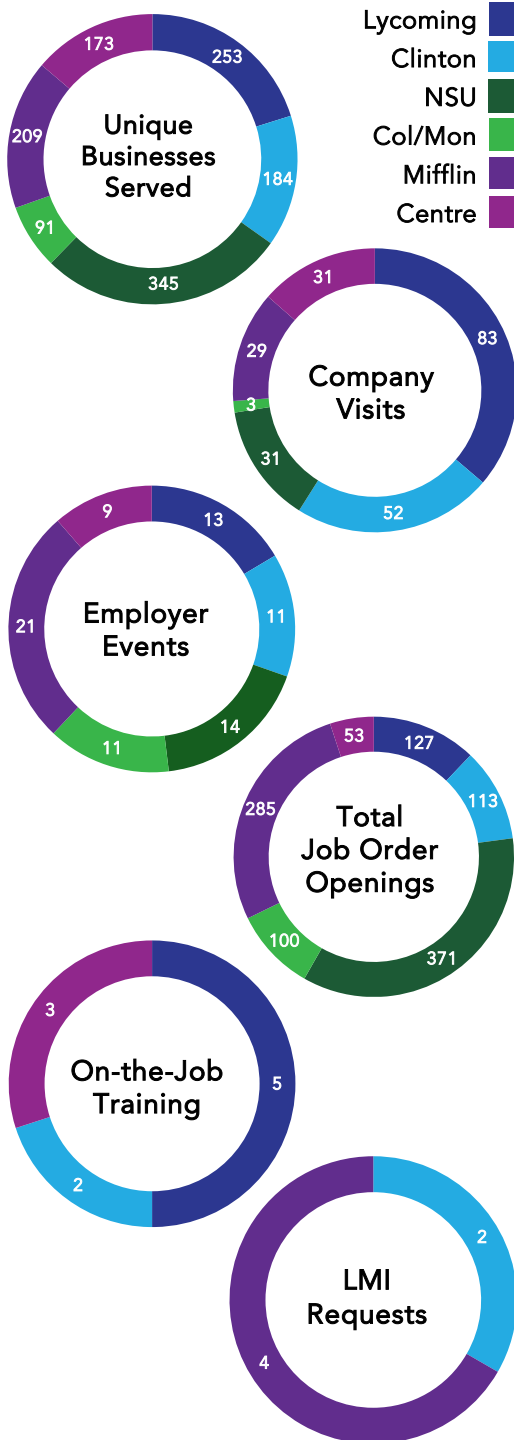 Lycoming
Clinton
NSU
Col/Mon
Mifflin
Centre
173
253
209
Unique
Businesses
Served
184
91
345
31
83
29
Company
Visits
3
31
52
9
13
21
Employer
Events
11
14
11
53
127
285
113
Total
Job Order
Openings
100
371
3
On-the-Job
Training
5
2
2
LMI
Requests
4